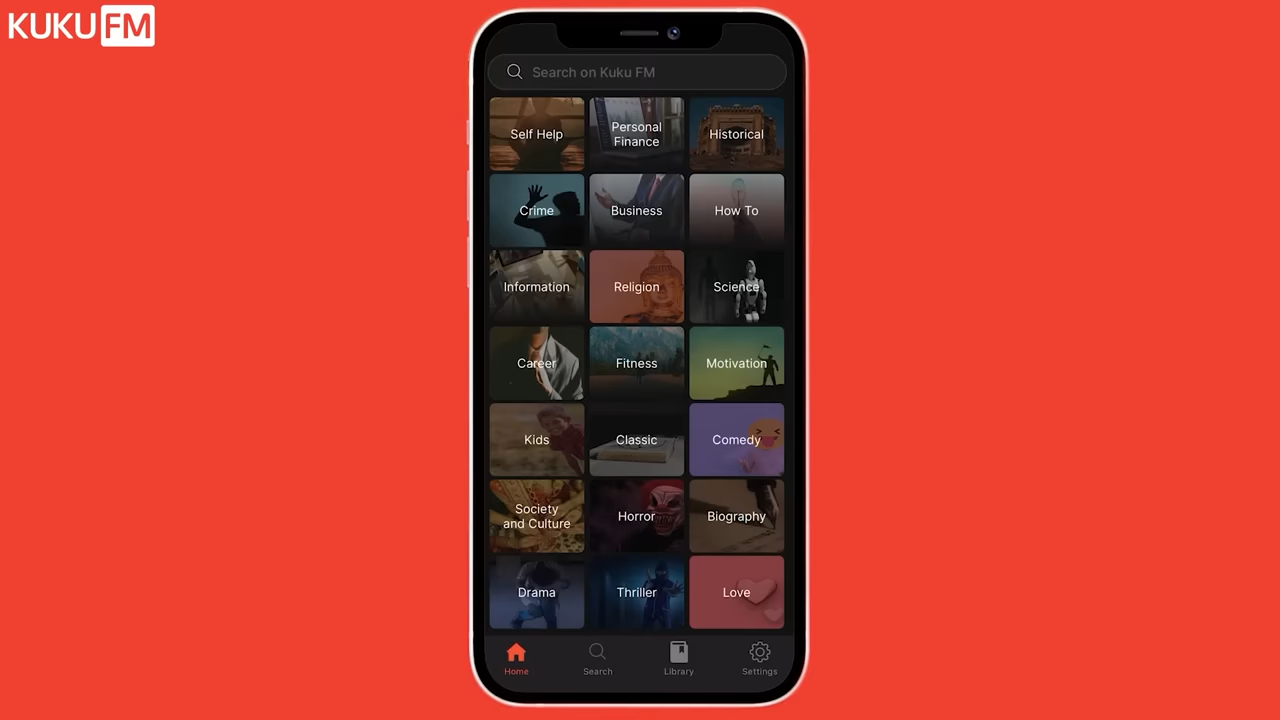 KUKU FM
Search on Kuku FM
Self Help
Personal
Finance
Historical
Crime
Business
How To
Information
Religion
Science
Career
Fitness
Motivation
Kids
Classic
Comedy
Society
and Culture
Horror
Biography
Drama
Thriller
Love
Home
Search
Library
Settings